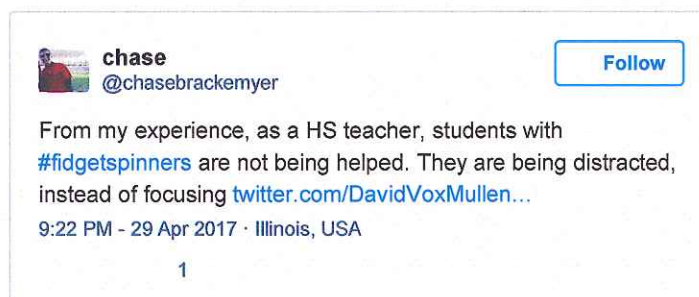 chase
@chasebrackemyer
Follow
From my experience, as a HS teacher, students with
#fidgetspinners are not being helped. They are being distracted,
instead of focusing twitter.com/DavidVoxMullen…
9:22 PM - 29 Apr 2017 · Illinois, USA
1